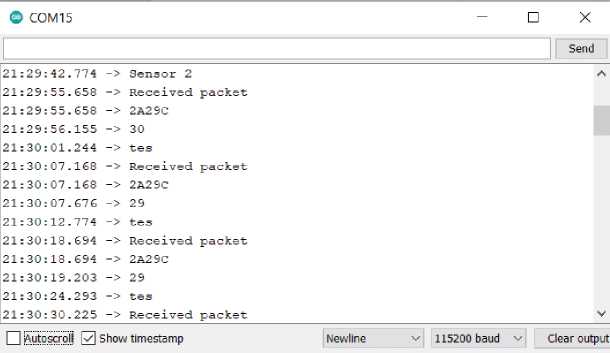 COM15
Send
21:29:42.774 -> Sensor 2
21:29:55.658 -> Received packet
21:29:55.658 -> 2A29C
21:29:56.155 -> 30
21:30:01.244 -> tes
21:30:07.168 -> Received packet
21:30:07.168 -> 2A29C
21:30:07.676 -> 29
21:30:12.774 -> tes
21:30:18.694 -> Received packet
21:30:18.694 -> 2A29C
21:30:19.203 -> 29
21:30:24.293 -> tes
21:30:30.225 -> Received packet
Autoscroll Show timestamp Newline 115200 baud Clear output